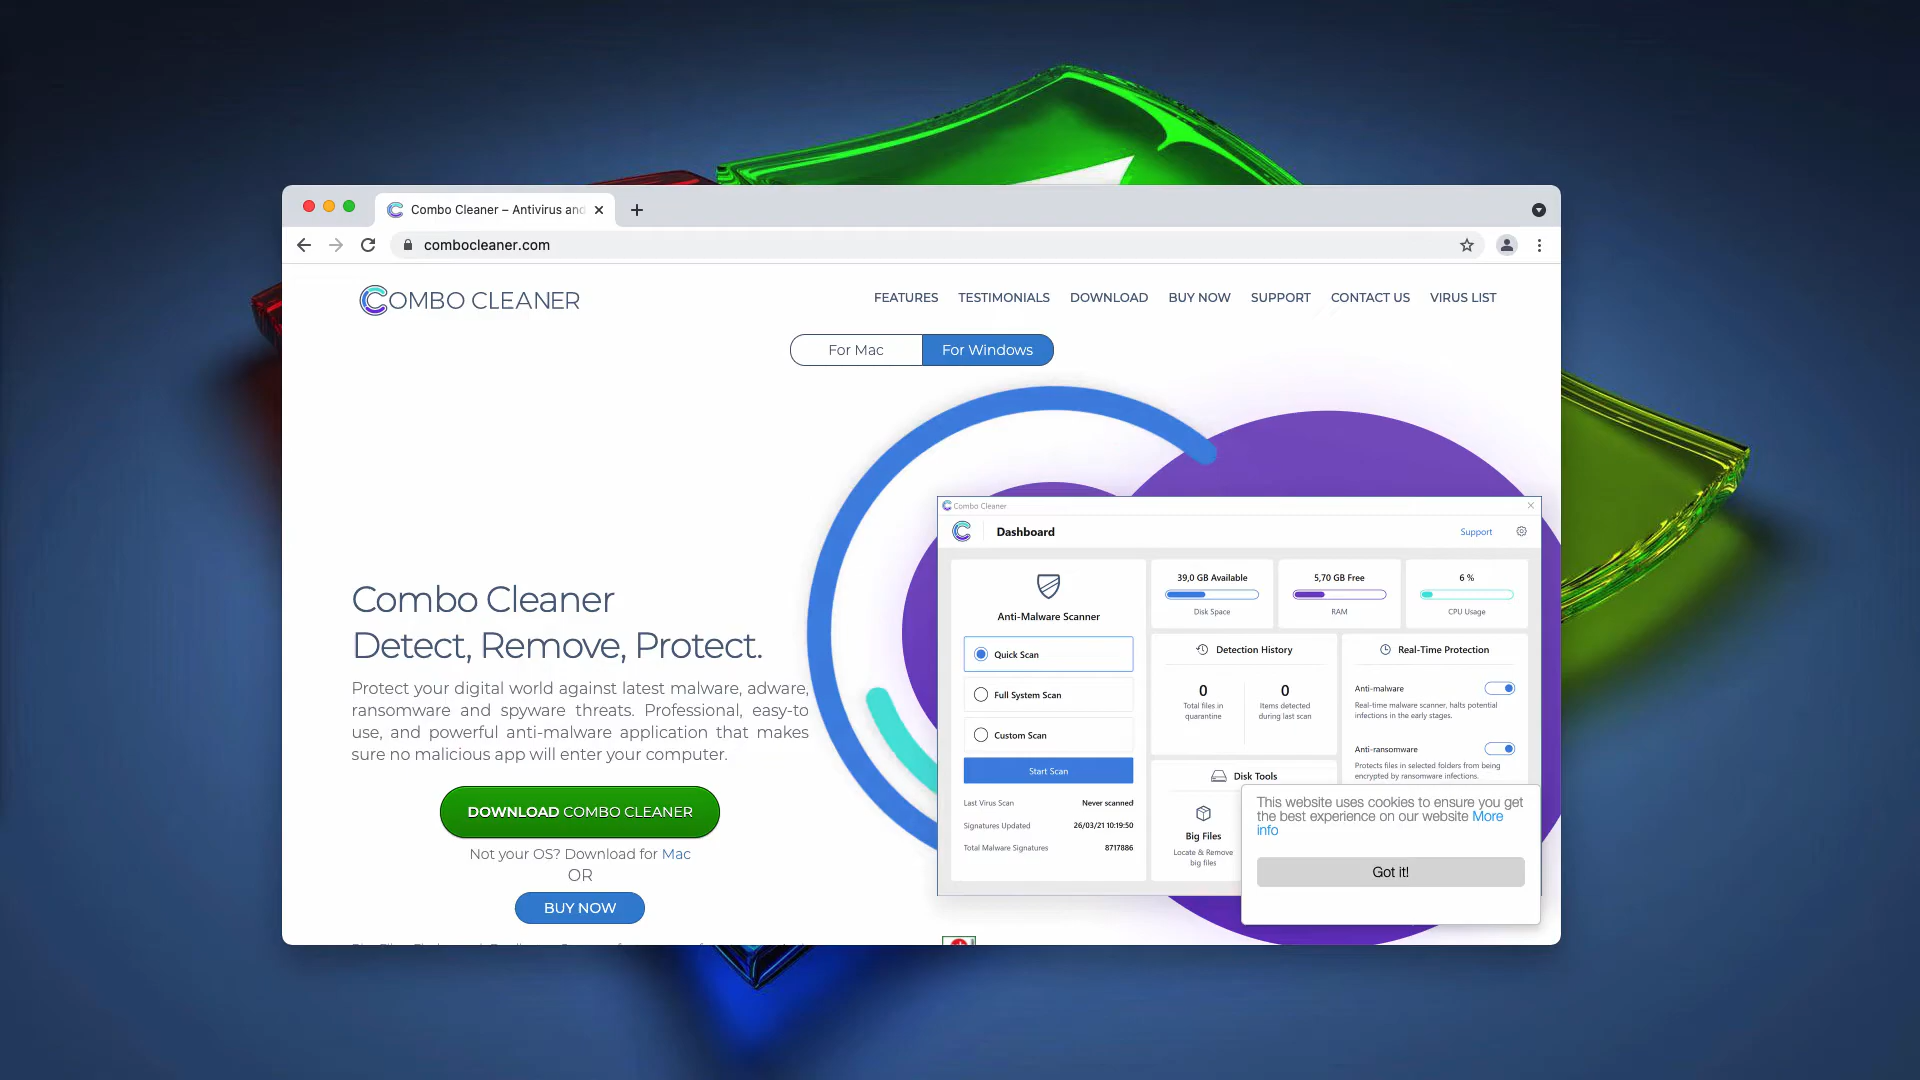 Combo Cleaner – Antivirus and
combocleaner.com
COMBO CLEANER
FEATURES TESTIMONIALS DOWNLOAD BUY NOW SUPPORT CONTACT US VIRUS LIST
For Mac For Windows
Combo Cleaner
Detect, Remove, Protect.
Protect your digital world against latest malware, adware,
ransomware and spyware threats. Professional, easy-to
use, and powerful anti-malware application that makes
sure no malicious app will enter your computer.
DOWNLOAD COMBO CLEANER
Not your OS? Download for Mac
OR
BUY NOW
Combo Cleaner
Dashboard
Support
Anti-Malware Scanner
Quick Scan
Full System Scan
Custom Scan
Start Scan
Last Virus Scan Never scanned
Signatures Updated 26/03/21 10:19:50
Total Malware Signatures 8717886
39,0 GB Available
Disk Space
5,70 GB Free
RAM
6 %
CPU Usage
Detection History
0
Total files in
quarantine
0
Items detected
during last scan
Real-Time Protection
Anti-malware
Real-time malware scanner, halts potential
infections in the early stages.
Anti-ransomware
Protects files in selected folders from being
encrypted by ransomware infections.
Disk Tools
Big Files
Locate & Remove
big files
This website uses cookies to ensure you get
the best experience on our website More
info
Got it!